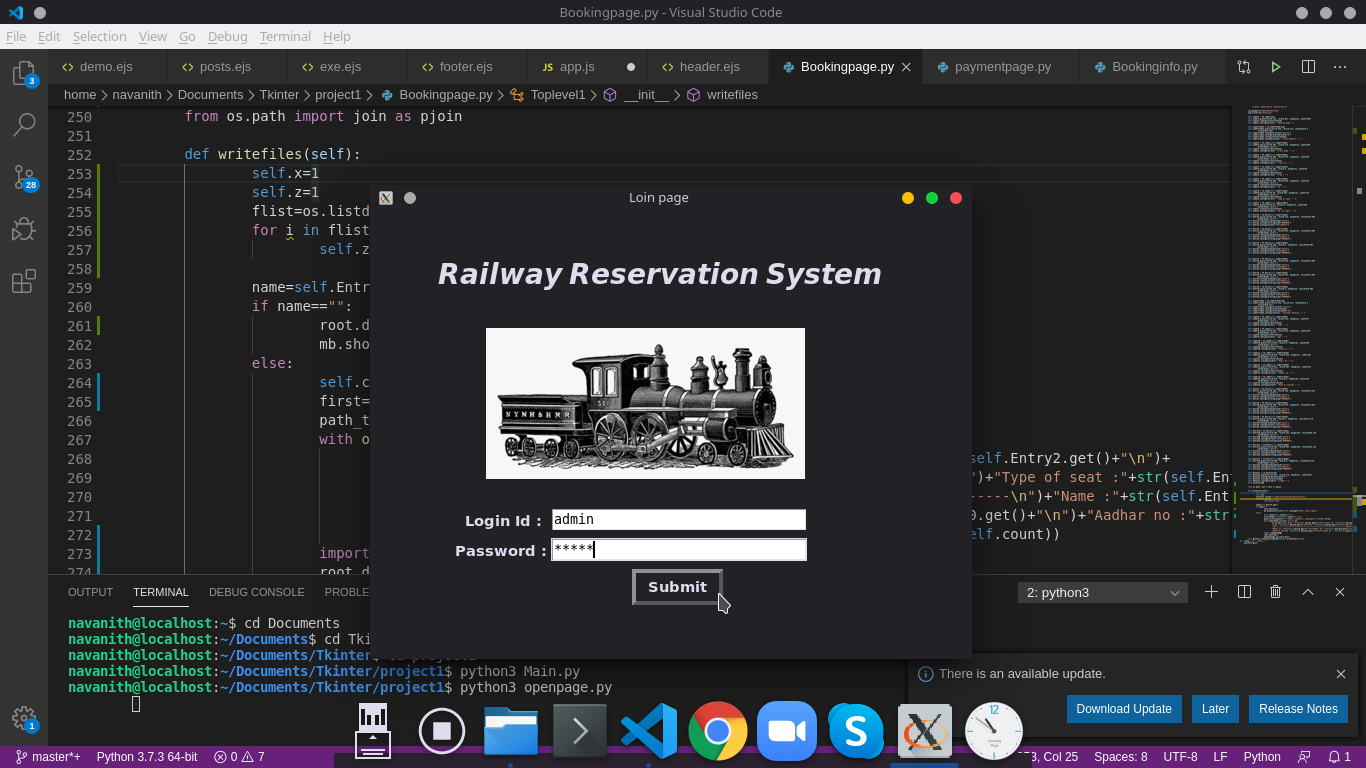 Bookingpage.py - Visual Studio Code
File Edit Selection View Go Debug Terminal Help
demo.ejs posts.ejs exe.ejs footer.ejs JS app.js header.ejs Bookingpage.py paymentpage.py Bookinginfo.py
home > navanith > Documents > Tkinter > project1 > Bookingpage.py > Toplevel1 > __init__ > writefiles
3
28
1
250 from os.path import join as pjoin
251
252 def writefiles(self):
253 self.x=1
254 self.z=1
255 flist=os.listd
256 for i in flist
257 self.z
258
259 name=self.Entr
260 if name=="":
261 root.d
262 mb.sho
263 else:
264 self.c
265 first=
266 path_t
267 with o
268 self.Entry2.get()+"\n")+
269 ")+"Type of seat :"+str(self.En
270 -----\n")+"Name :"+str(self.Ent
271 0.get()+"\n")+"Aadhar no :"+str
272 .count))
273 import
274 root.d
Loin page
Railway Reservation System
NYNH&HRR
Login Id : admin
Password : *****
Submit
OUTPUT TERMINAL DEBUG CONSOLE PROBLE
2: python3
navanith@localhost:~$ cd Documents
navanith@localhost:~/Documents$ cd Tki
navanith@localhost:~/Documents/Tkinter$
navanith@localhost:~/Documents/Tkinter/project1$ python3 Main.py
navanith@localhost:~/Documents/Tkinter/project1$ python3 openpage.py
There is an available update.
Download Update Later Release Notes
12
master*+ Python 3.7.3 64-bit 0 7 3, Col 25 Spaces: 8 UTF-8 LF Python 1